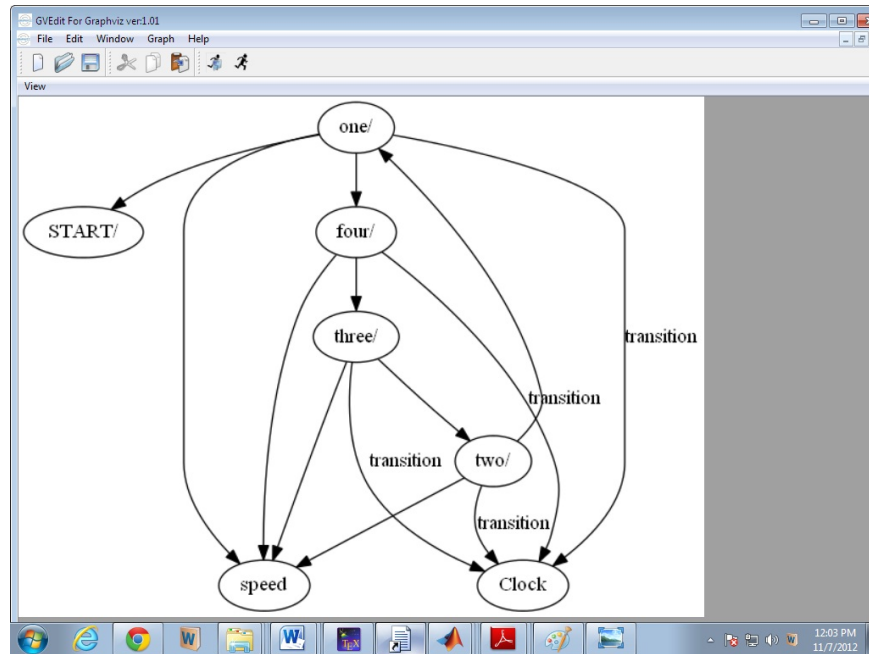 GVEdit For Graphviz ver:1.01
File Edit Window Graph Help
View
one/
START/
four/
three/
transition
transition
transition
two/
transition
speed
Clock
W
W
TEX
W
12:03 PM
11/7/2012